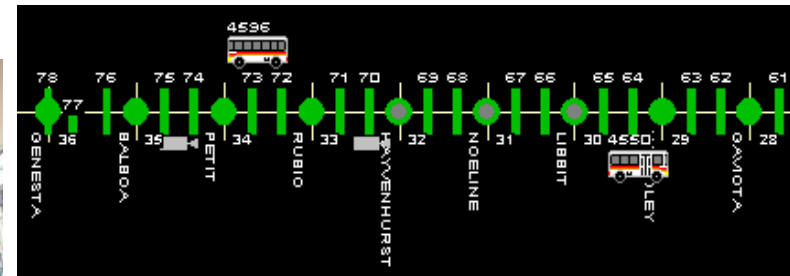 4596
78 77 76 75 74 73 72 71 70 69 68 67 66 65 64 63 62 61
36 35 34 33 32 31 30 4550 29 28
GENESTA BALBOA PETIT RUBIO HAYVENHURST NOELINE LIBBIT LEY GAVIOTA